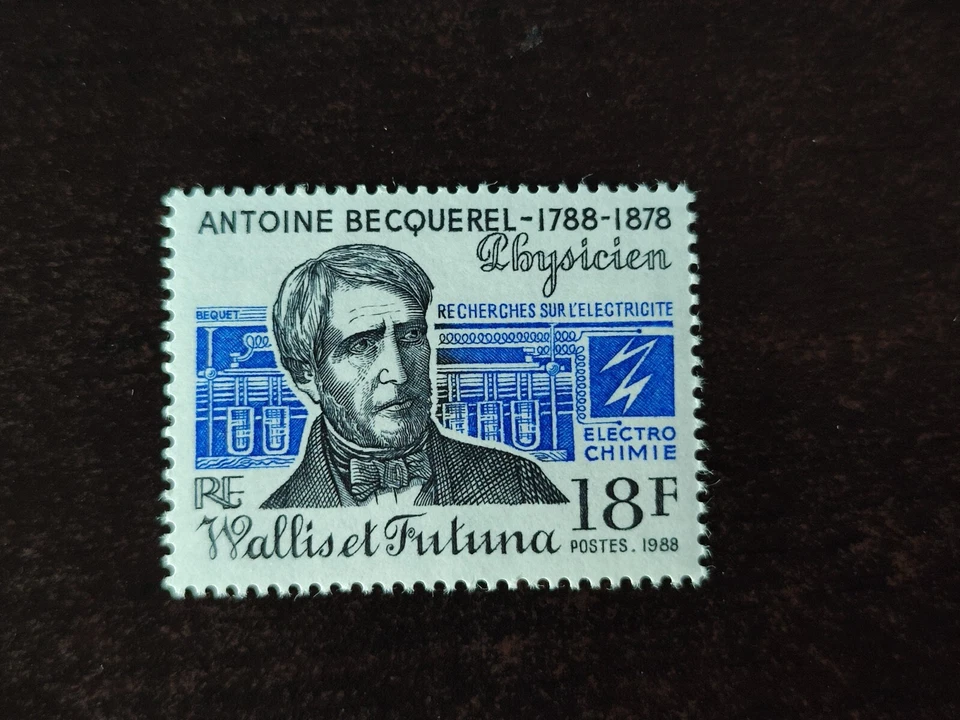 ANTOINE BECQUEREL-1788-1878
Physicien
BEQUET
RECHERCHES SUR L'ELECTRICITE
ELECTRO
CHIMIE
RF
18F
Wallis et Futuna
POSTES. 1988